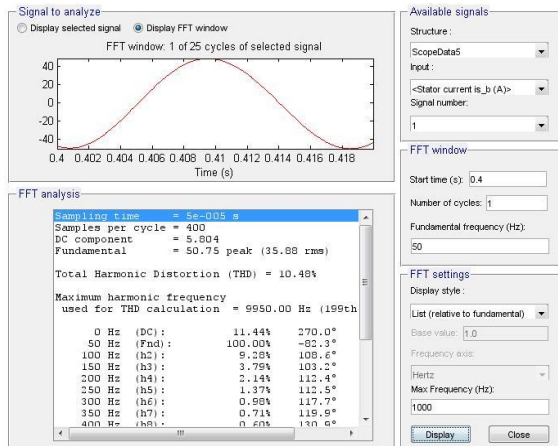 Signal to analyze
Display selected signal
Display FFT window
FFT window: 1 of 25 cycles of selected signal
40
20
0
-20
-40
0.4 0.402 0.404 0.406 0.408 0.41 0.412 0.414 0.416 0.418
Time (s)
FFT analysis
Sampling time = 5e-005 s
Samples per cycle = 400
DC component = 5.804
Fundamental = 50.75 peak (35.88 rms)
Total Harmonic Distortion (THD) = 10.48%
Maximum harmonic frequency
used for THD calculation = 9950.00 Hz (199th
0 Hz (DC): 11.44% 270.0°
50 Hz (Fnd): 100.00% -82.3°
100 Hz (h2): 9.28% 108.6°
150 Hz (h3): 3.79% 103.2°
200 Hz (h4): 2.14% 112.4°
250 Hz (h5): 1.37% 112.5°
300 Hz (h6): 0.98% 117.7°
350 Hz (h7): 0.71% 119.9°
400 Hz (h8): 0.60% 130.9°
Available signals
Structure :
ScopeData5
Input :
<Stator current is_b (A)>
Signal number:
1
FFT window
Start time (s): 0.4
Number of cycles: 1
Fundamental frequency (Hz):
50
FFT settings
Display style :
List (relative to fundamental)
Base value: 1.0
Frequency axis:
Hertz
Max Frequency (Hz):
1000
Display
Close